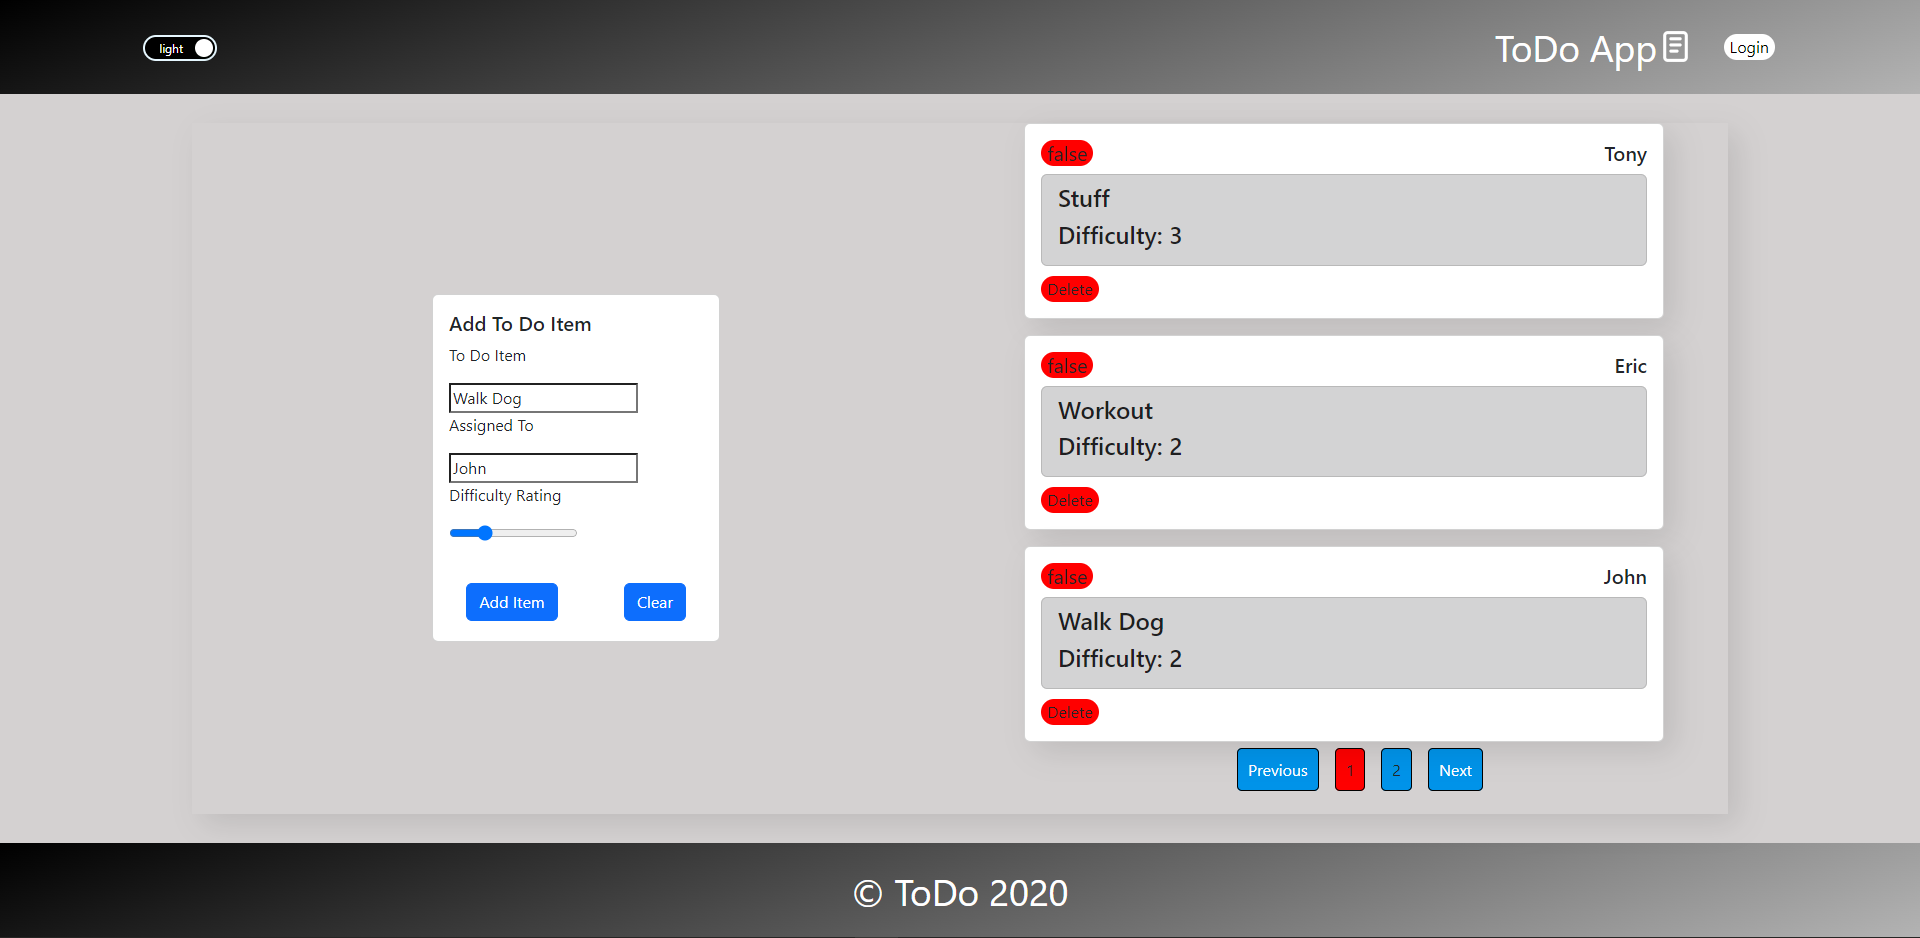 light
ToDo App
Login
Add To Do Item
To Do Item
Walk Dog
Assigned To
John
Difficulty Rating
Add Item
Clear
false
Tony
Stuff
Difficulty: 3
Delete
false
Eric
Workout
Difficulty: 2
Delete
false
John
Walk Dog
Difficulty: 2
Delete
Previous
1
2
Next
© ToDo 2020